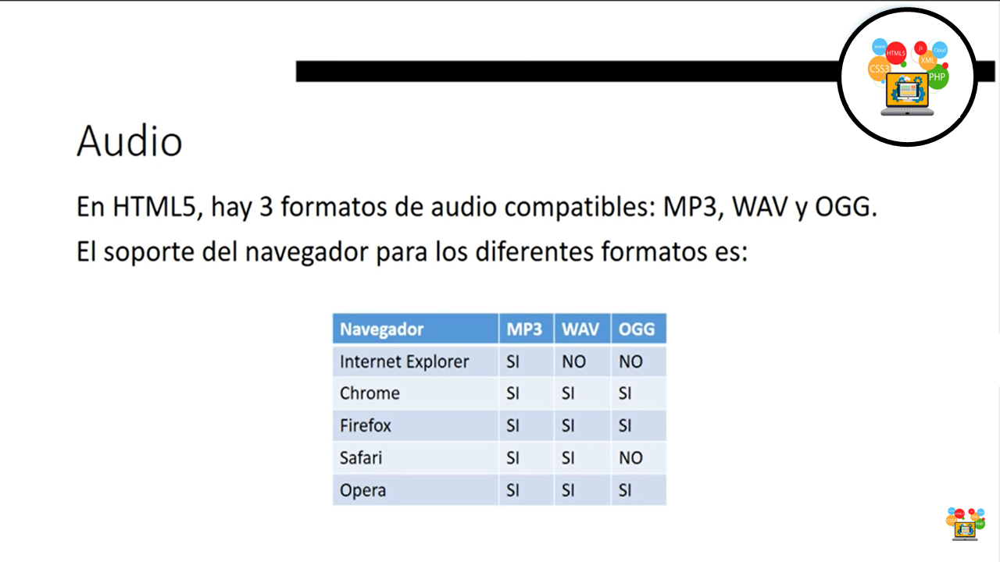 www
HTML5
JS
Cloud
CSS3
XML
PHP
Audio
En HTML5, hay 3 formatos de audio compatibles: MP3, WAV y OGG.
El soporte del navegador para los diferentes formatos es:
Navegador MP3 WAV OGG
Internet Explorer SI NO NO
Chrome SI SI SI
Firefox SI SI SI
Safari SI SI NO
Opera SI SI SI